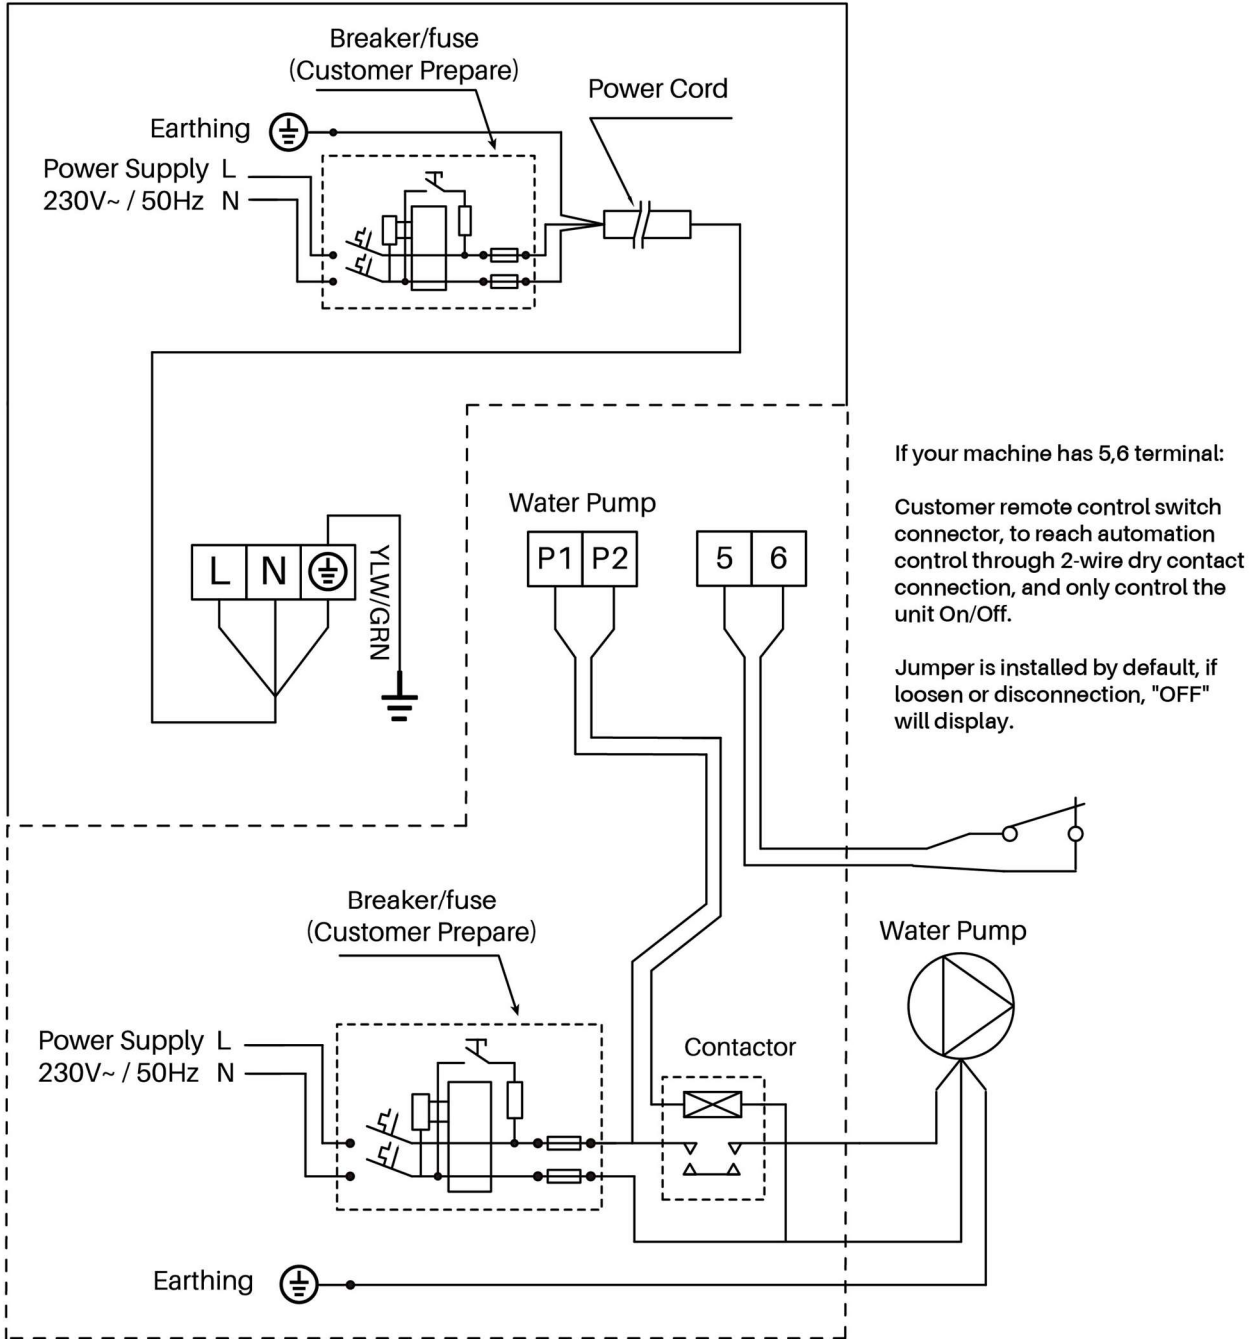 Breaker/fuse
(Customer Prepare)
Power Cord
Earthing
Power Supply L
230V~ / 50Hz N
If your machine has 5,6 terminal:
Customer remote control switch
connector, to reach automation
control through 2-wire dry contact
connection, and only control the
unit On/Off.
Jumper is installed by default, if
loosen or disconnection, "OFF"
will display.
Water Pump
P1 P2
5 6
L N
YLW/GRN
Breaker/fuse
(Customer Prepare)
Water Pump
Power Supply L
230V~ / 50Hz N
Contactor
Earthing